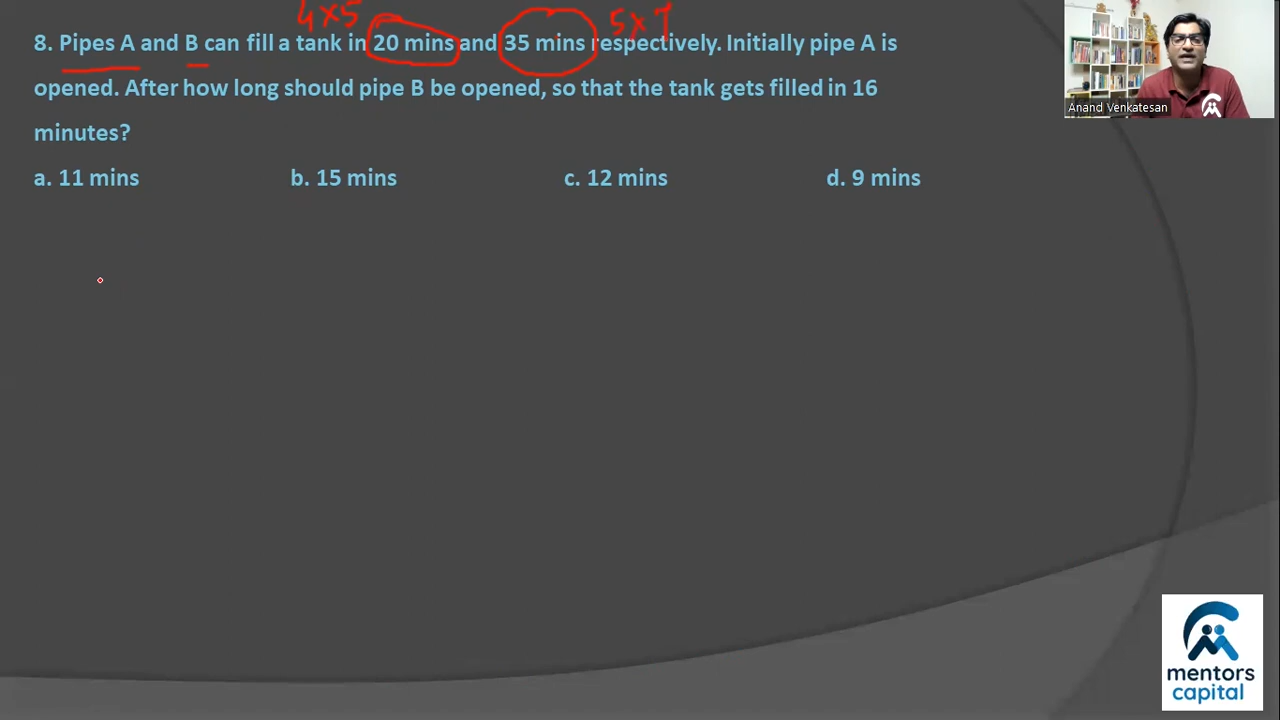 4×5
5×7
8. Pipes A and B can fill a tank in 20 mins and 35 mins respectively. Initially pipe A is
opened. After how long should pipe B be opened, so that the tank gets filled in 16
minutes?
a. 11 mins b. 15 mins c. 12 mins d. 9 mins
Anand Venkatesan
mentors
capital